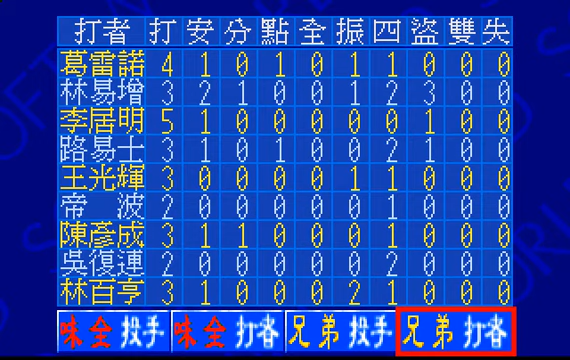 打者 打 安 分 點 全 振 四 盜 雙 失
葛雷諾 4 1 0 1 0 1 1 0 0 0
林易增 3 2 1 0 0 1 2 3 0 0
李居明 5 1 0 0 0 0 0 1 0 0
路易士 3 1 0 1 0 0 2 1 0 0
王光輝 3 0 0 0 0 1 1 0 0 0
帝波 2 0 0 0 0 0 1 0 0 0
陳彥成 3 1 1 0 0 0 1 0 0 0
吳復連 2 0 0 0 0 0 2 0 0 0
林百亨 3 1 0 0 0 2 1 0 0 0
味全投手 味全打者 兄弟投手 兄弟打者